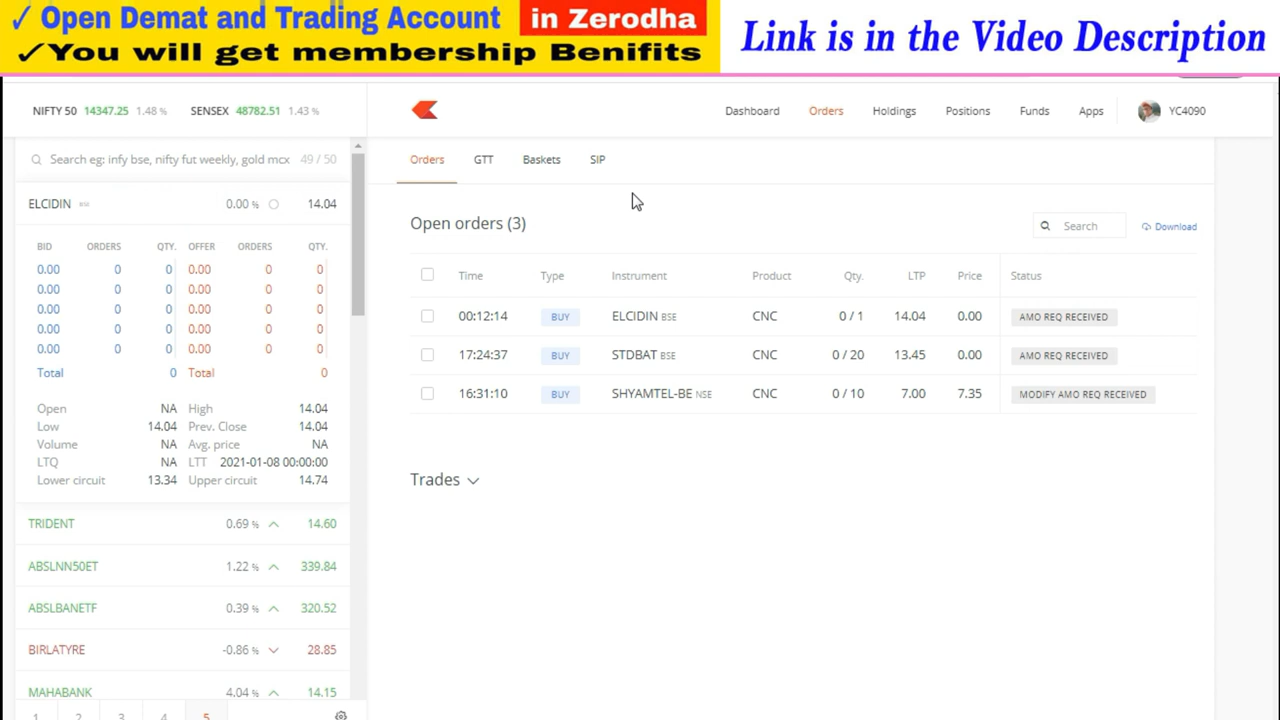 ✓ Open Demat and Trading Account in Zerodha
✓You will get membership Benifits
Link is in the Video Description
NIFTY 50 14347.25 1.48 % SENSEX 48782.51 1.43 %
Dashboard Orders Holdings Positions Funds Apps YC4090
Search eg: infy bse, nifty fut weekly, gold mcx 49 / 50
Orders GTT Baskets SIP
ELCIDIN BSE 0.00 % 14.04
Open orders (3)
Search Download
BID ORDERS QTY. OFFER ORDERS QTY.
0.00 0 0 0.00 0 0
0.00 0 0 0.00 0 0
0.00 0 0 0.00 0 0
0.00 0 0 0.00 0 0
0.00 0 0 0.00 0 0
Total 0 Total 0
Open NA High 14.04
Low 14.04 Prev. Close 14.04
Volume NA Avg. price NA
LTQ NA LTT 2021-01-08 00:00:00
Lower circuit 13.34 Upper circuit 14.74
TRIDENT 0.69 % 14.60
ABSLNN50ET 1.22 % 339.84
ABSLBANETF 0.39 % 320.52
BIRLATYRE -0.86 % 28.85
MAHABANK 4.04 % 14.15
1 2 3 4 5
Time Type Instrument Product Qty. LTP Price Status
00:12:14 BUY ELCIDIN BSE CNC 0 / 1 14.04 0.00 AMO REQ RECEIVED
17:24:37 BUY STDBAT BSE CNC 0 / 20 13.45 0.00 AMO REQ RECEIVED
16:31:10 BUY SHYAMTEL-BE NSE CNC 0 / 10 7.00 7.35 MODIFY AMO REQ RECEIVED
Trades